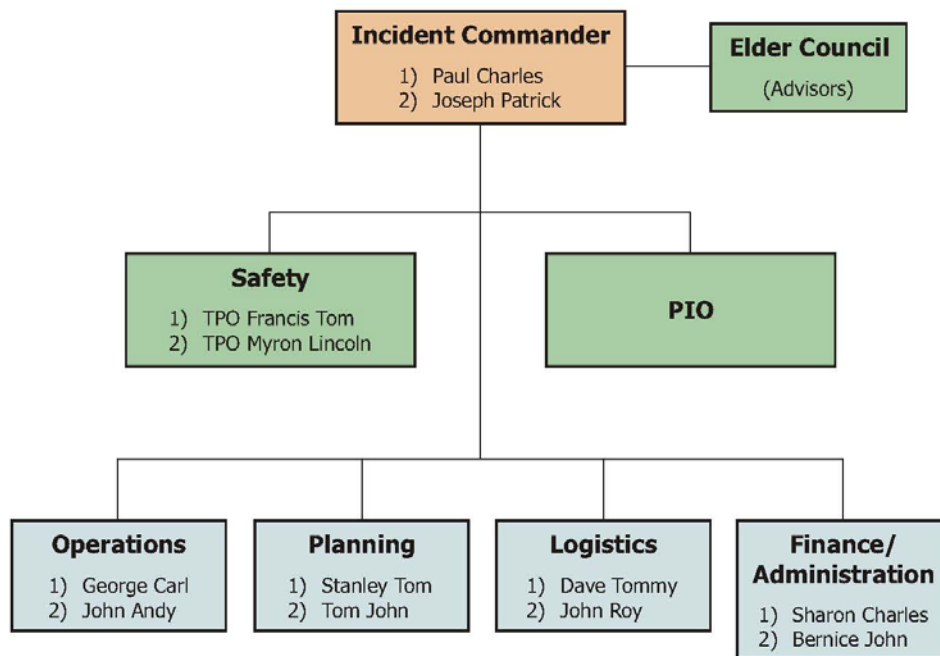 Incident Commander
1) Paul Charles
2) Joseph Patrick
Elder Council
(Advisors)
Safety
1) TPO Francis Tom
2) TPO Myron Lincoln
PIO
Operations
1) George Carl
2) John Andy
Planning
1) Stanley Tom
2) Tom John
Logistics
1) Dave Tommy
2) John Roy
Finance/
Administration
1) Sharon Charles
2) Bernice John